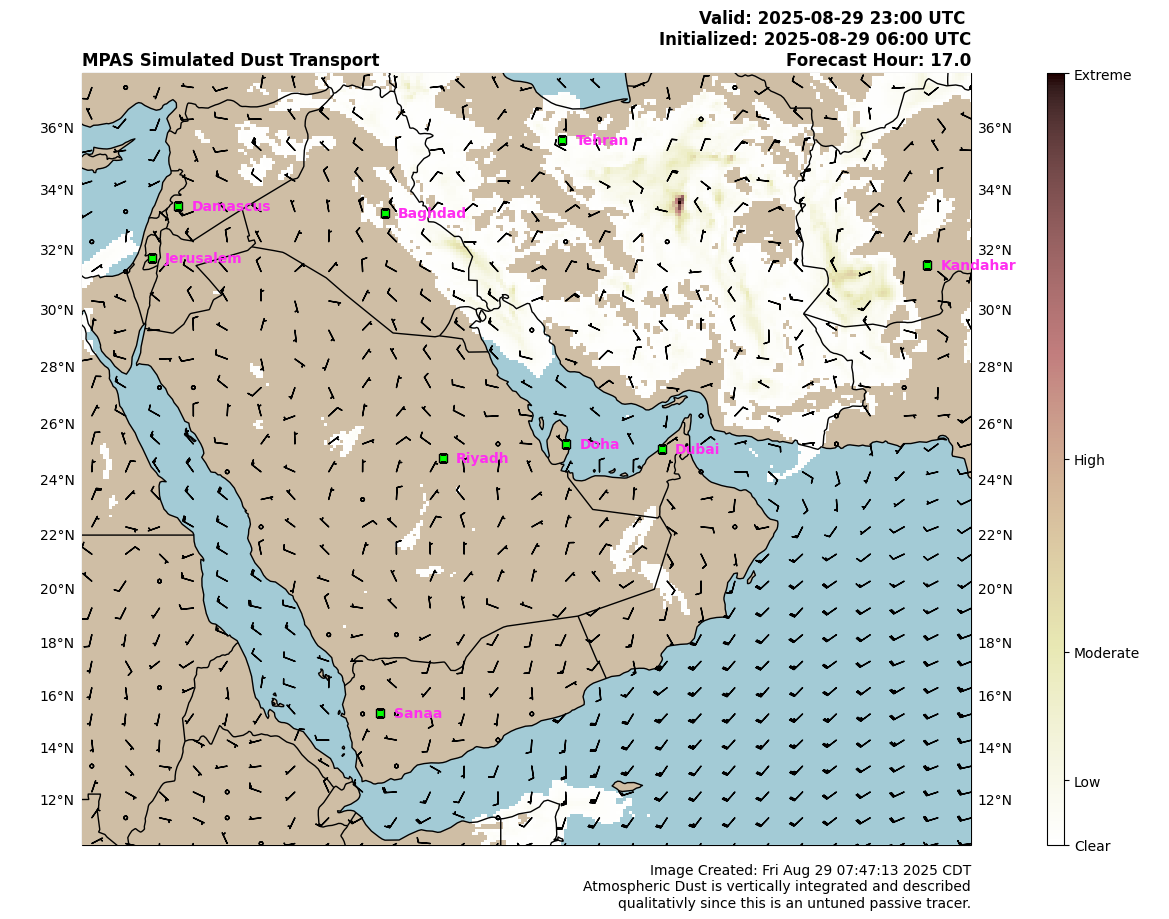 Valid: 2025-08-29 23:00 UTC
Initialized: 2025-08-29 06:00 UTC
MPAS Simulated Dust Transport
Forecast Hour: 17.0
Extreme
High
Moderate
Low
Clear
36°N
34°N
32°N
30°N
28°N
26°N
24°N
22°N
20°N
18°N
16°N
14°N
12°N
36°N
34°N
32°N
30°N
28°N
26°N
24°N
22°N
20°N
18°N
16°N
14°N
12°N
Tehran
Damascus
Baghdad
Jerusalem
Kandahar
Doha
Dubai
Riyadh
Sanaa
Image Created: Fri Aug 29 07:47:13 2025 CDT
Atmospheric Dust is vertically integrated and described
qualitativly since this is an untuned passive tracer.